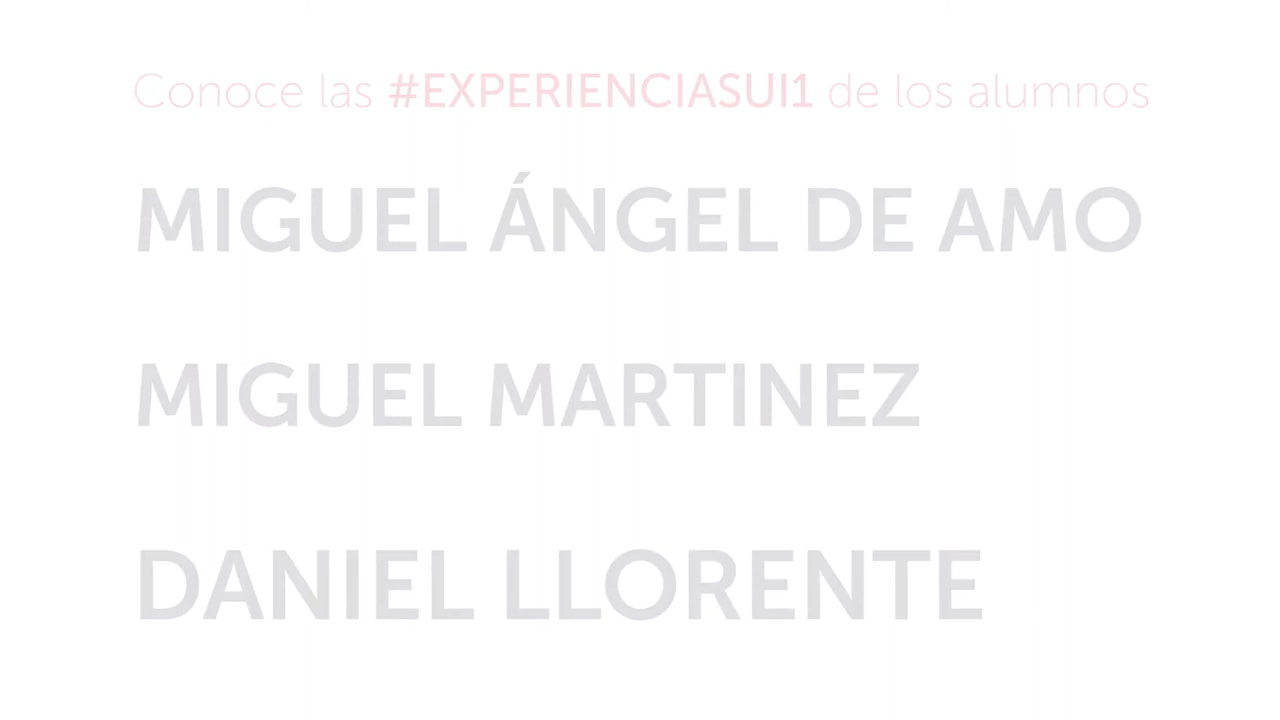 Conoce las #EXPERIENCIASUI1 de los alumnos
MIGUEL ÁNGEL DE AMO
MIGUEL MARTINEZ
DANIEL LLORENTE